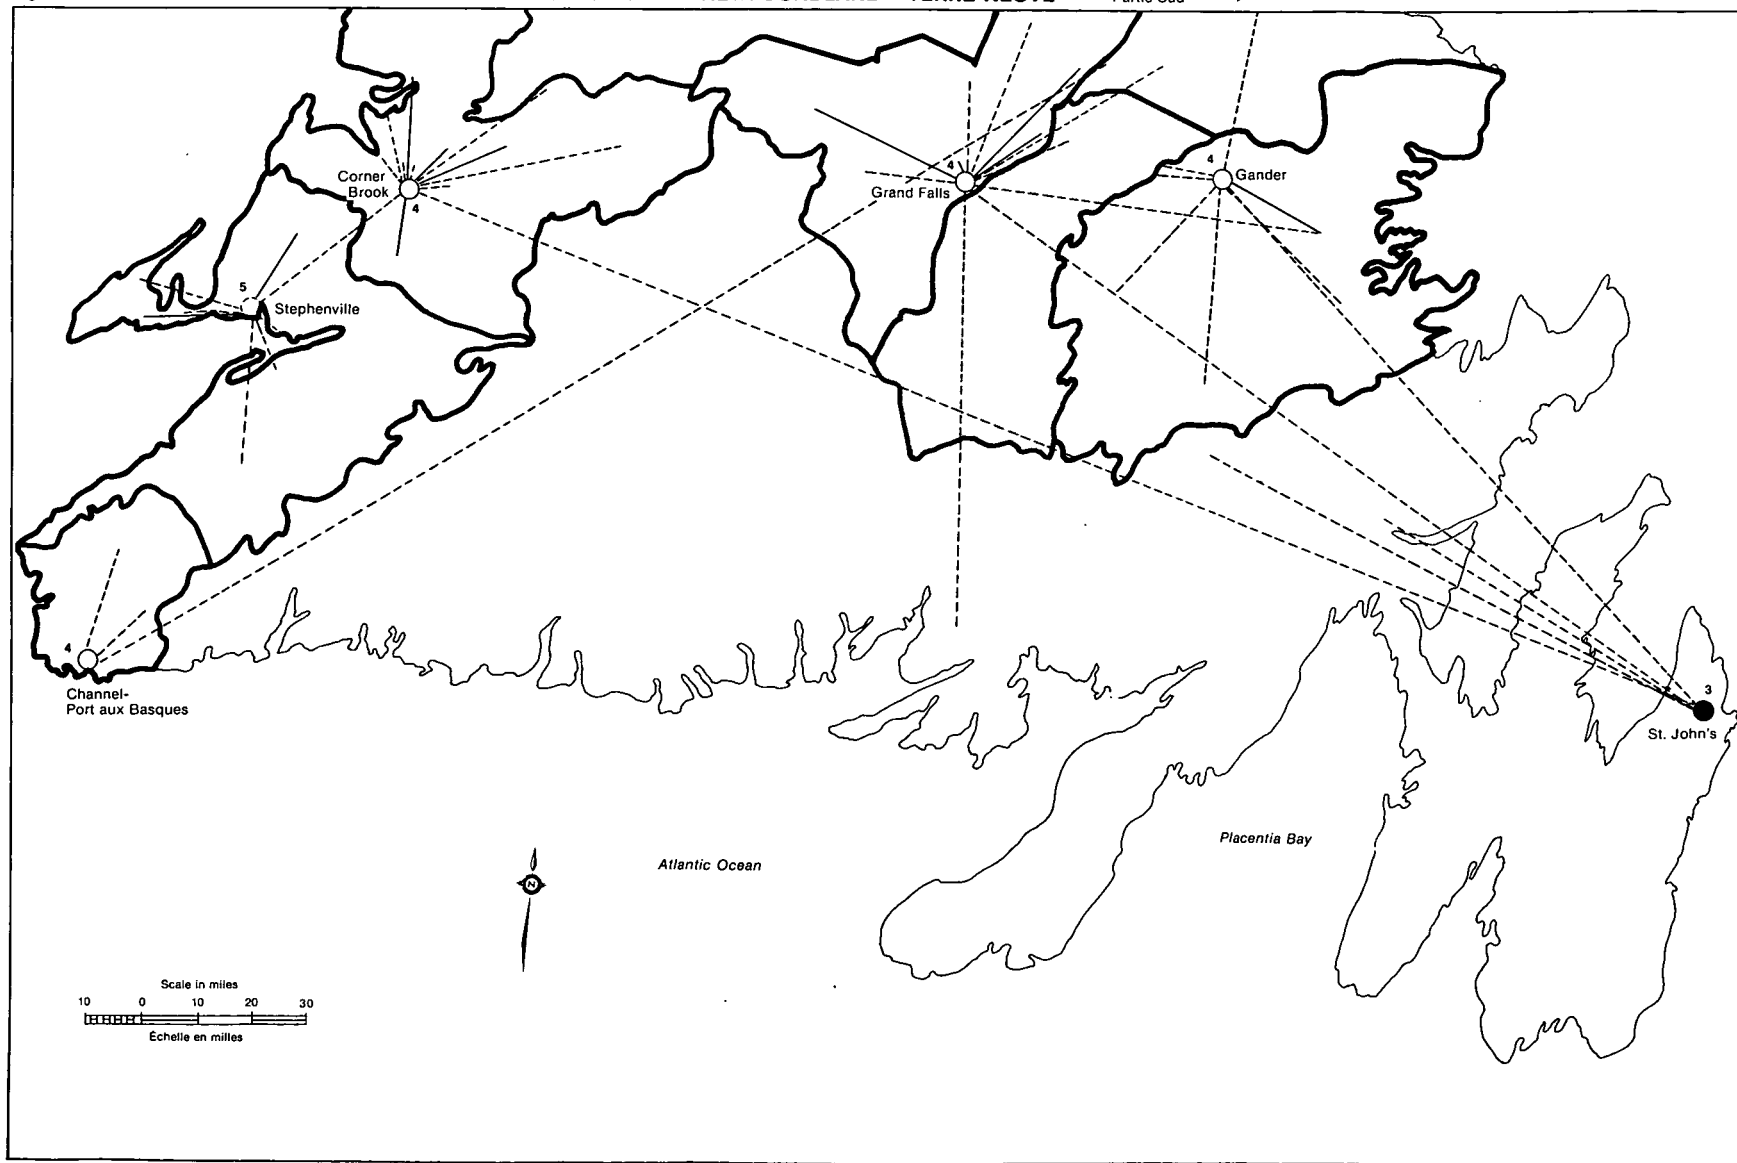 Corner
Brook
4
4
Grand Falls
4
Gander
5
Stephenville
4
Channel-
Port aux Basques
3
St. John's
Placentia Bay
Atlantic Ocean
N
Scale in miles
10 0 10 20 30
Échelle en milles